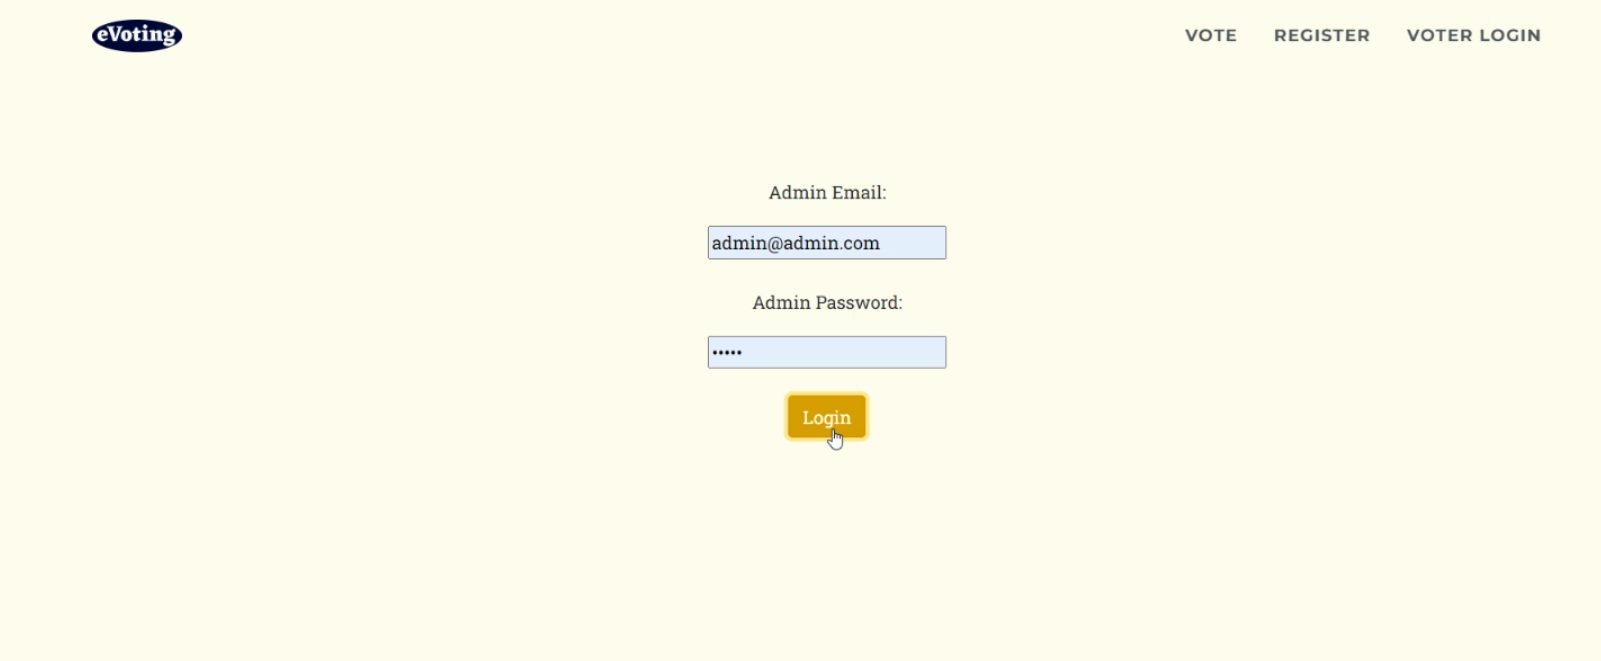 eVoting
VOTE REGISTER VOTER LOGIN
Admin Email:
admin@admin.com
Admin Password:
•••••
Login